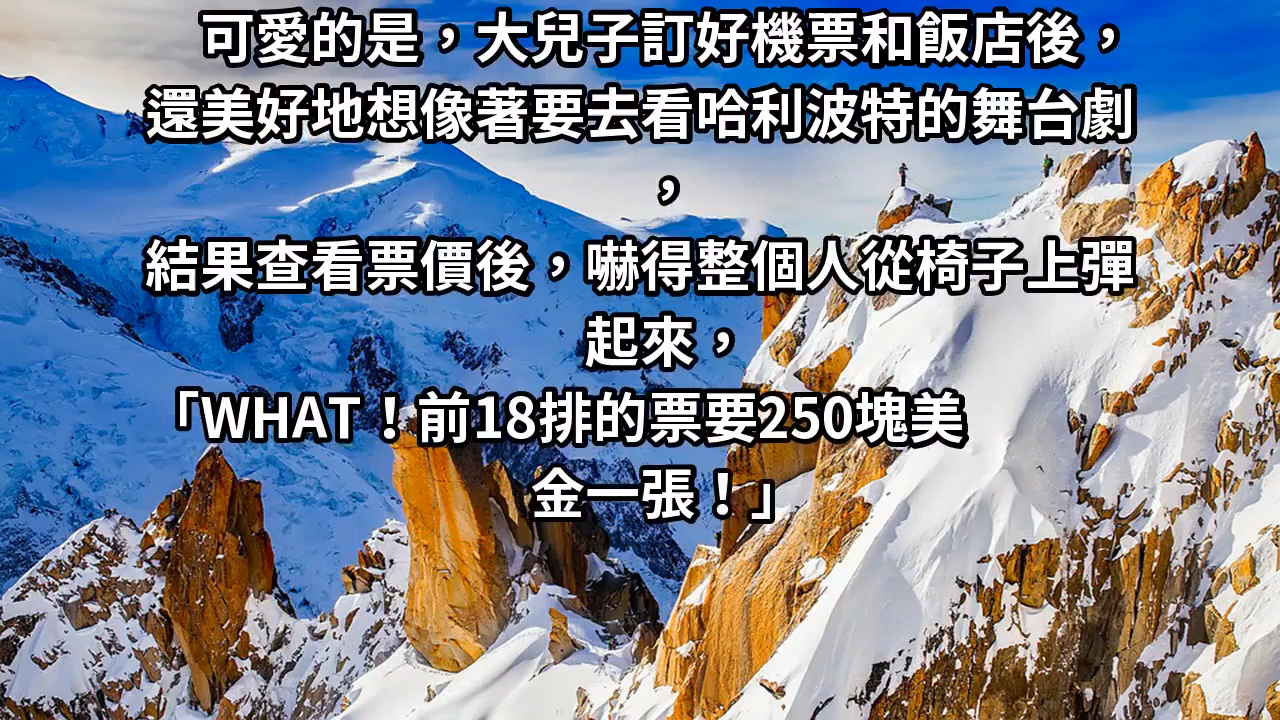 可愛的是，大兒子訂好機票和飯店後，
還美好地想像著要去看哈利波特的舞台劇
，
結果查看票價後，嚇得整個人從椅子上彈
起來，
「WHAT！前18排的票要250塊美
金一張！」